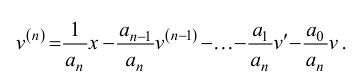 v^{(n)} = \frac{1}{a_n} x - \frac{a_{n-1}}{a_n} v^{(n-1)} - \ldots - \frac{a_1}{a_n} v' - \frac{a_0}{a_n} v .